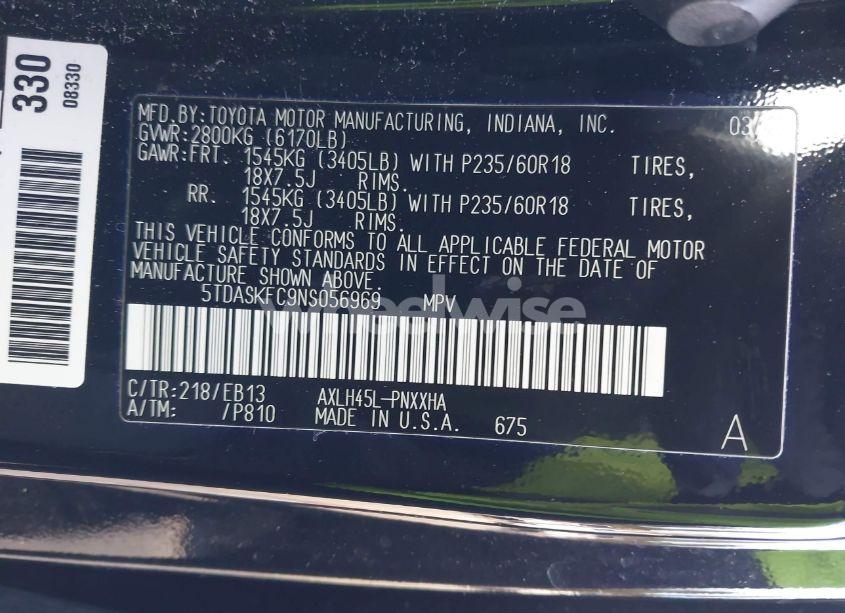 330
08330
MFD.BY:TOYOTA MOTOR MANUFACTURING, INDIANA, INC. 03/
GVWR:2800KG (6170LB)
GAWR:FRT. 1545KG (3405LB) WITH P235/60R18 TIRES,
18X7.5J RIMS.
RR. 1545KG (3405LB) WITH P235/60R18 TIRES,
18X7.5J RIMS.
THIS VEHICLE CONFORMS TO ALL APPLICABLE FEDERAL MOTOR
VEHICLE SAFETY STANDARDS IN EFFECT ON THE DATE OF
MANUFACTURE SHOWN ABOVE.
5TDASKFC9NS056969 MPV
wheelwise
C/TR:218/EB13 AXLH45L-PNXXHA
A/TM: /P810 MADE IN U.S.A. 675
A